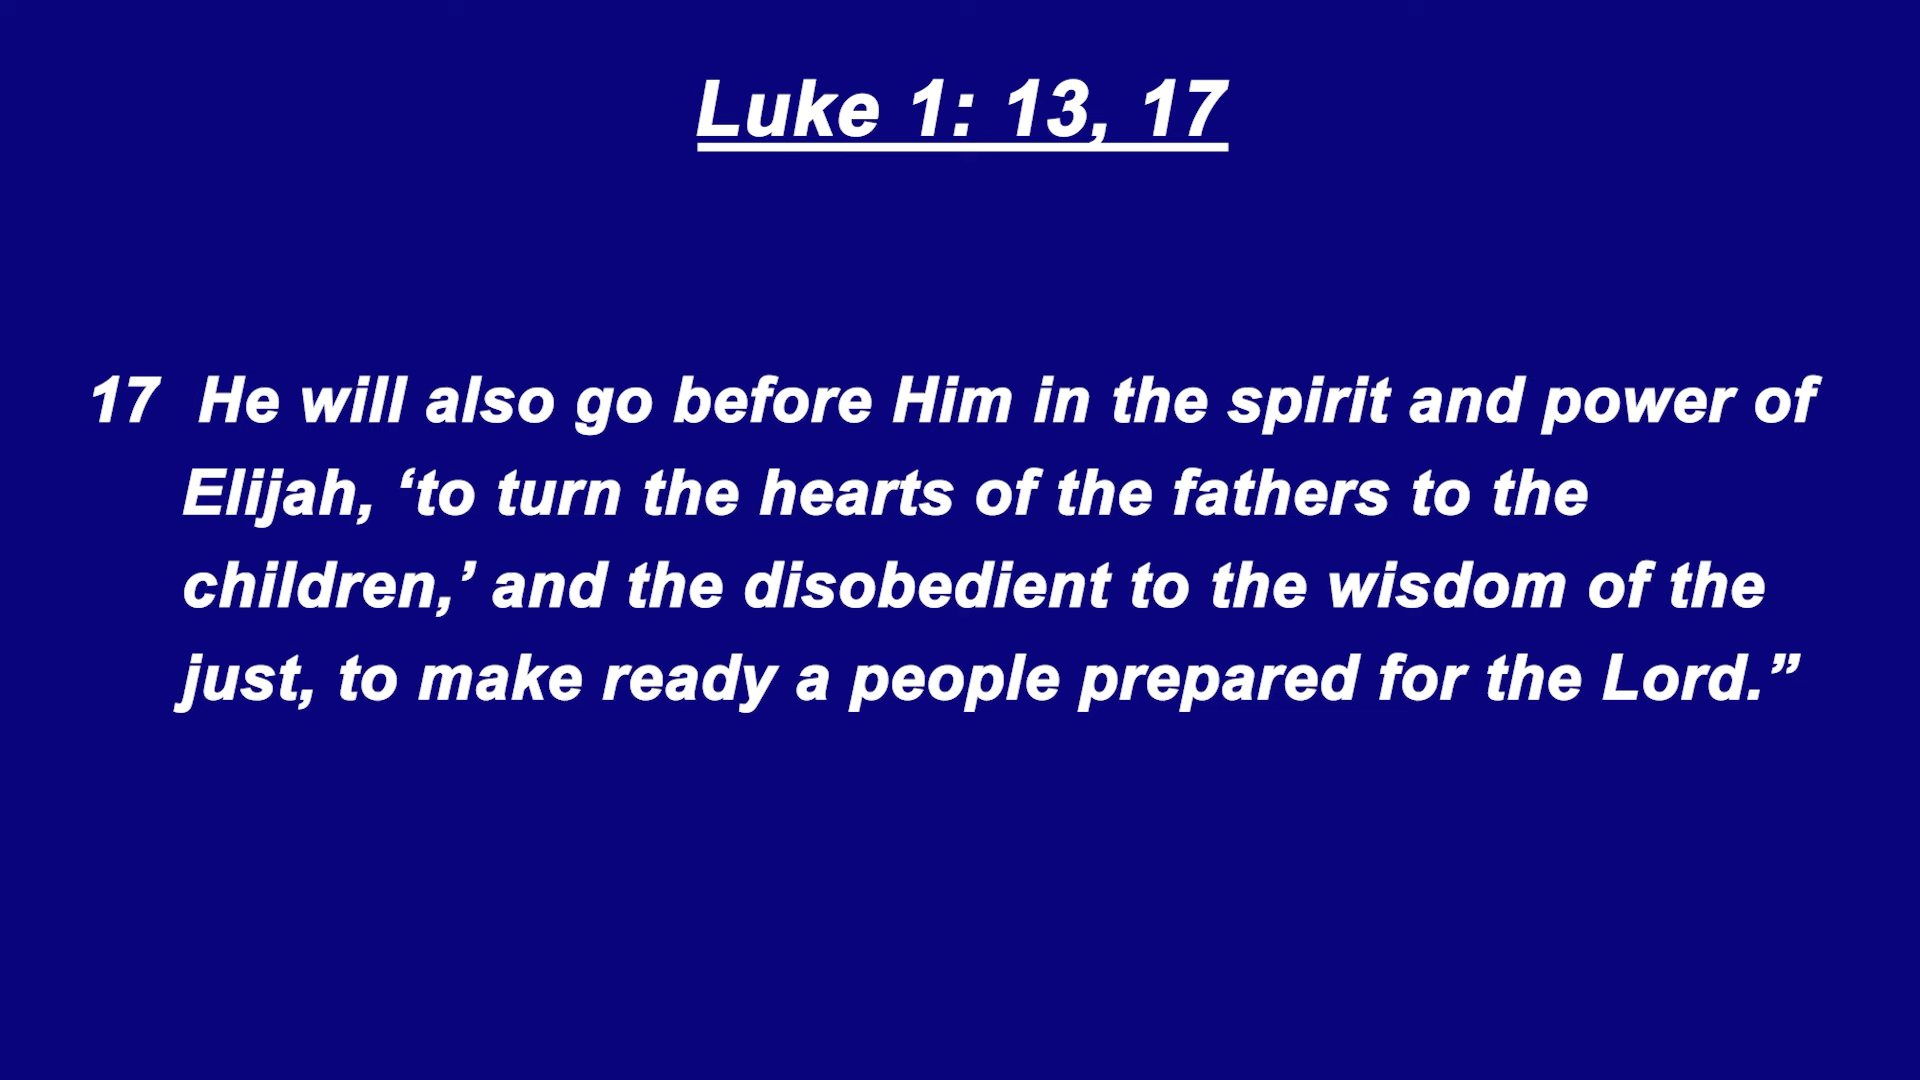 Luke 1: 13, 17
17 He will also go before Him in the spirit and power of
Elijah, ‘to turn the hearts of the fathers to the
children,’ and the disobedient to the wisdom of the
just, to make ready a people prepared for the Lord.”